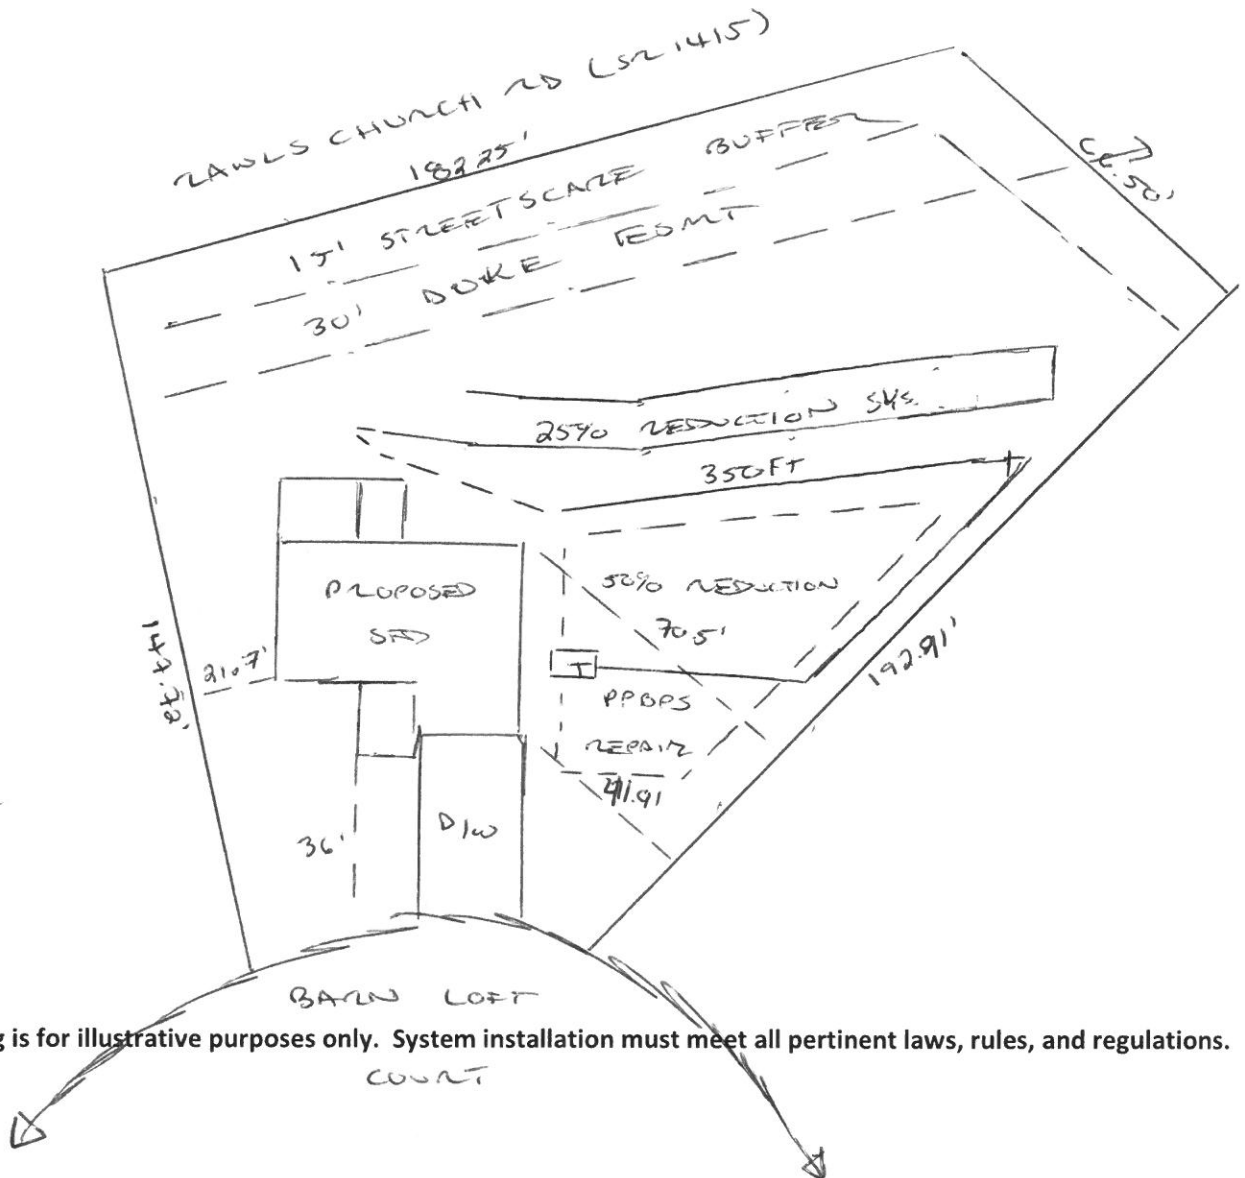 RAWLS CHURCH RD (SR 1415)
182.25'
15' STREETSCAPE BUFFER
30' DUKE ESMT
25% REDUCTION SYS.
350FT
50% REDUCTION
70.5'
PROPOSED
SFD
21.7'
T
192.91'
PPBPS
REPAIR
41.91
D/W
36'
BARN LOFT
g is for illustrative purposes only. System installation must meet all pertinent laws, rules, and regulations.
COURT